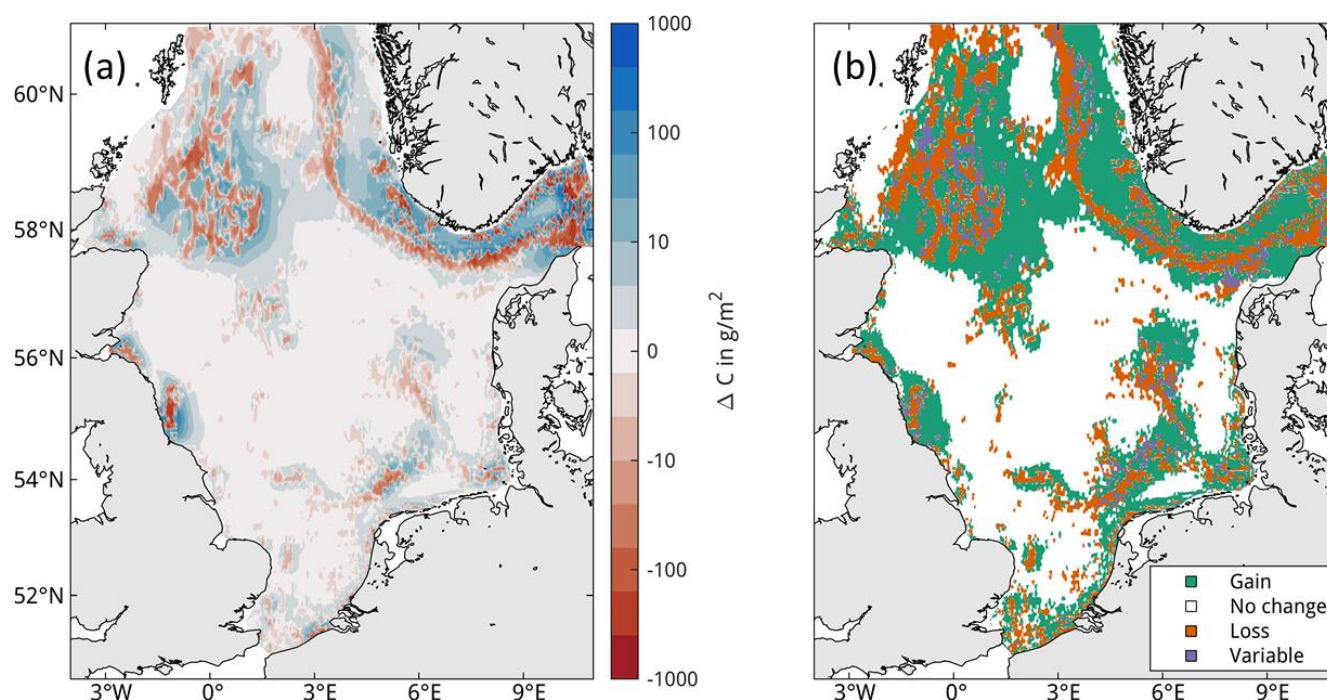 (a)
60°N
58°N
56°N
54°N
52°N
3°W 0° 3°E 6°E 9°E
1000
100
10
0
-10
-100
-1000
Δ C in g/m²
(b)
3°W 0° 3°E 6°E 9°E
Gain
No change
Loss
Variable